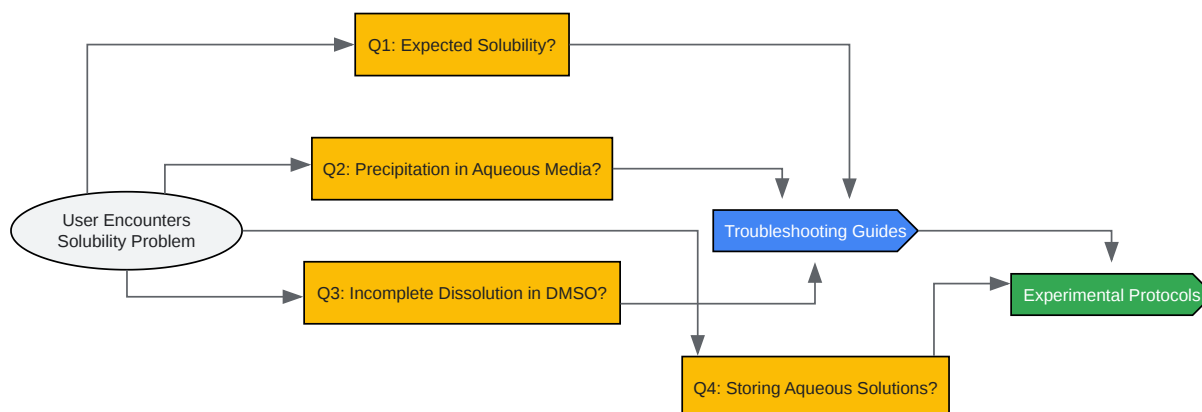 Q1: Expected Solubility?
Q2: Precipitation in Aqueous Media?
User Encounters
Solubility Problem
Troubleshooting Guides
Q3: Incomplete Dissolution in DMSO?
Experimental Protocols
Q4: Storing Aqueous Solutions?